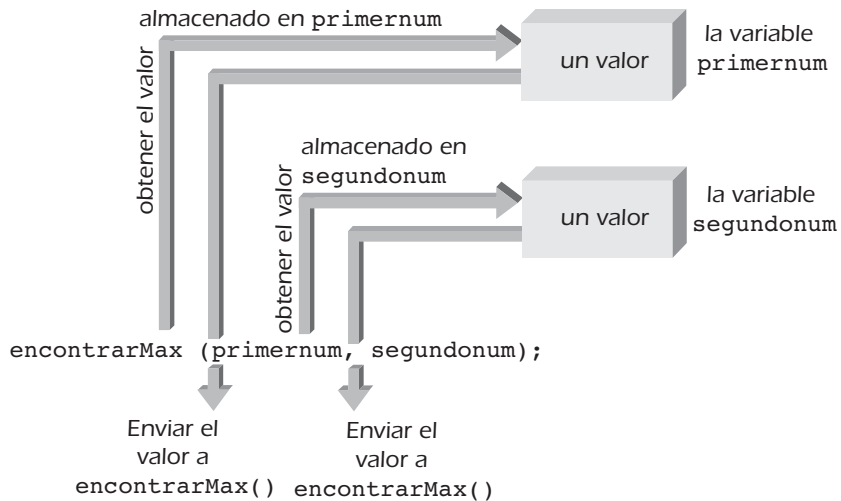 almacenado en primernum
obtener el valor
un valor
la variable
primernum
almacenado en
segundonum
obtener el valor
un valor
la variable
segundonum
encontrarMax (primernum, segundonum);
Enviar el
valor a
encontrarMax()
Enviar el
valor a
encontrarMax()